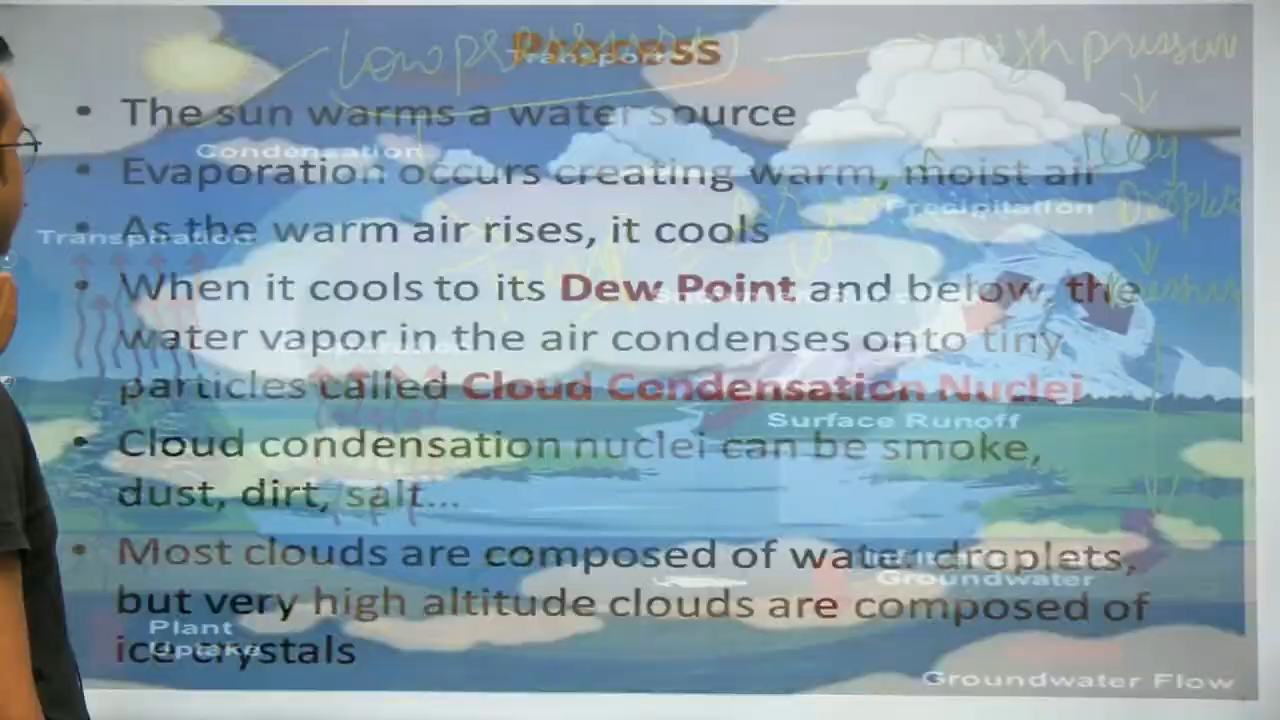 Process
Transport
Low pressure
High pressure
• The sun warms a water source
Condensation
• Evaporation occurs creating warm, moist air
Precipitation
• As the warm air rises, it cools
Transpiration
• When it cools to its Dew Point and below, the
water vapor in the air condenses onto tiny
particles called Cloud Condensation Nuclei
Surface Runoff
• Cloud condensation nuclei can be smoke,
dust, dirt, salt...
• Most clouds are composed of water droplets,
Groundwater
but very high altitude clouds are composed of
Plant
Uptake
ice crystals
Groundwater Flow